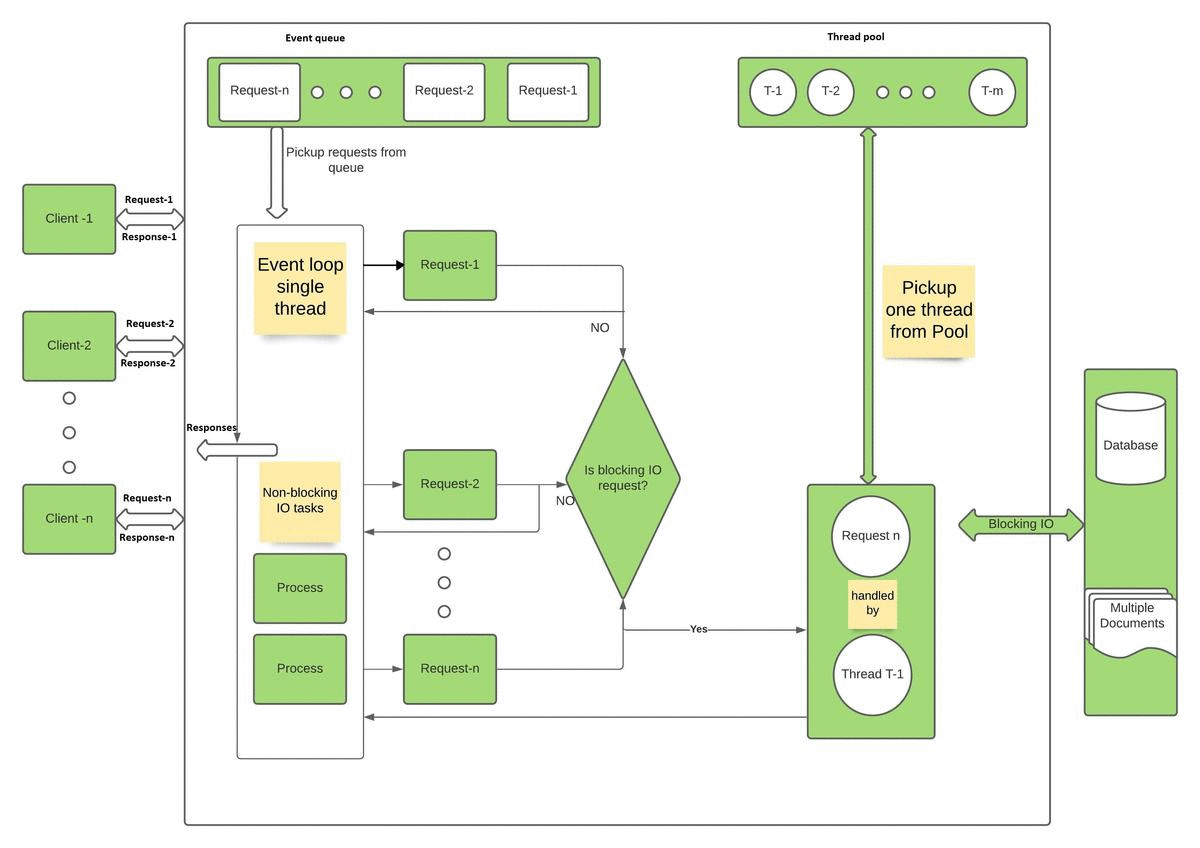 Event queue
Thread pool
Request-n
Request-2
Request-1
T-1
T-2
T-m
Pickup requests from
queue
Client -1
Request-1
Response-1
Event loop
single
thread
Request-1
Pickup
one thread
from Pool
NO
Client-2
Request-2
Response-2
Responses
Database
Is blocking IO
request?
Non-blocking
IO tasks
Request-2
NO
Client -n
Request-n
Response-n
Request n
Blocking IO
handled
by
Process
Multiple
Documents
Yes
Process
Request-n
Thread T-1